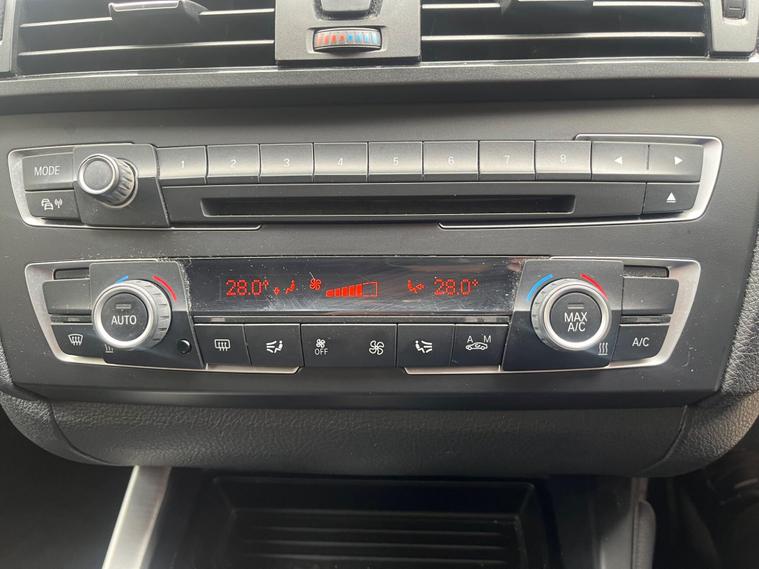 MODE 1 2 3 4 5 6 7 8
28.0° 28.0°
AUTO MAX A/C
OFF A M A/C